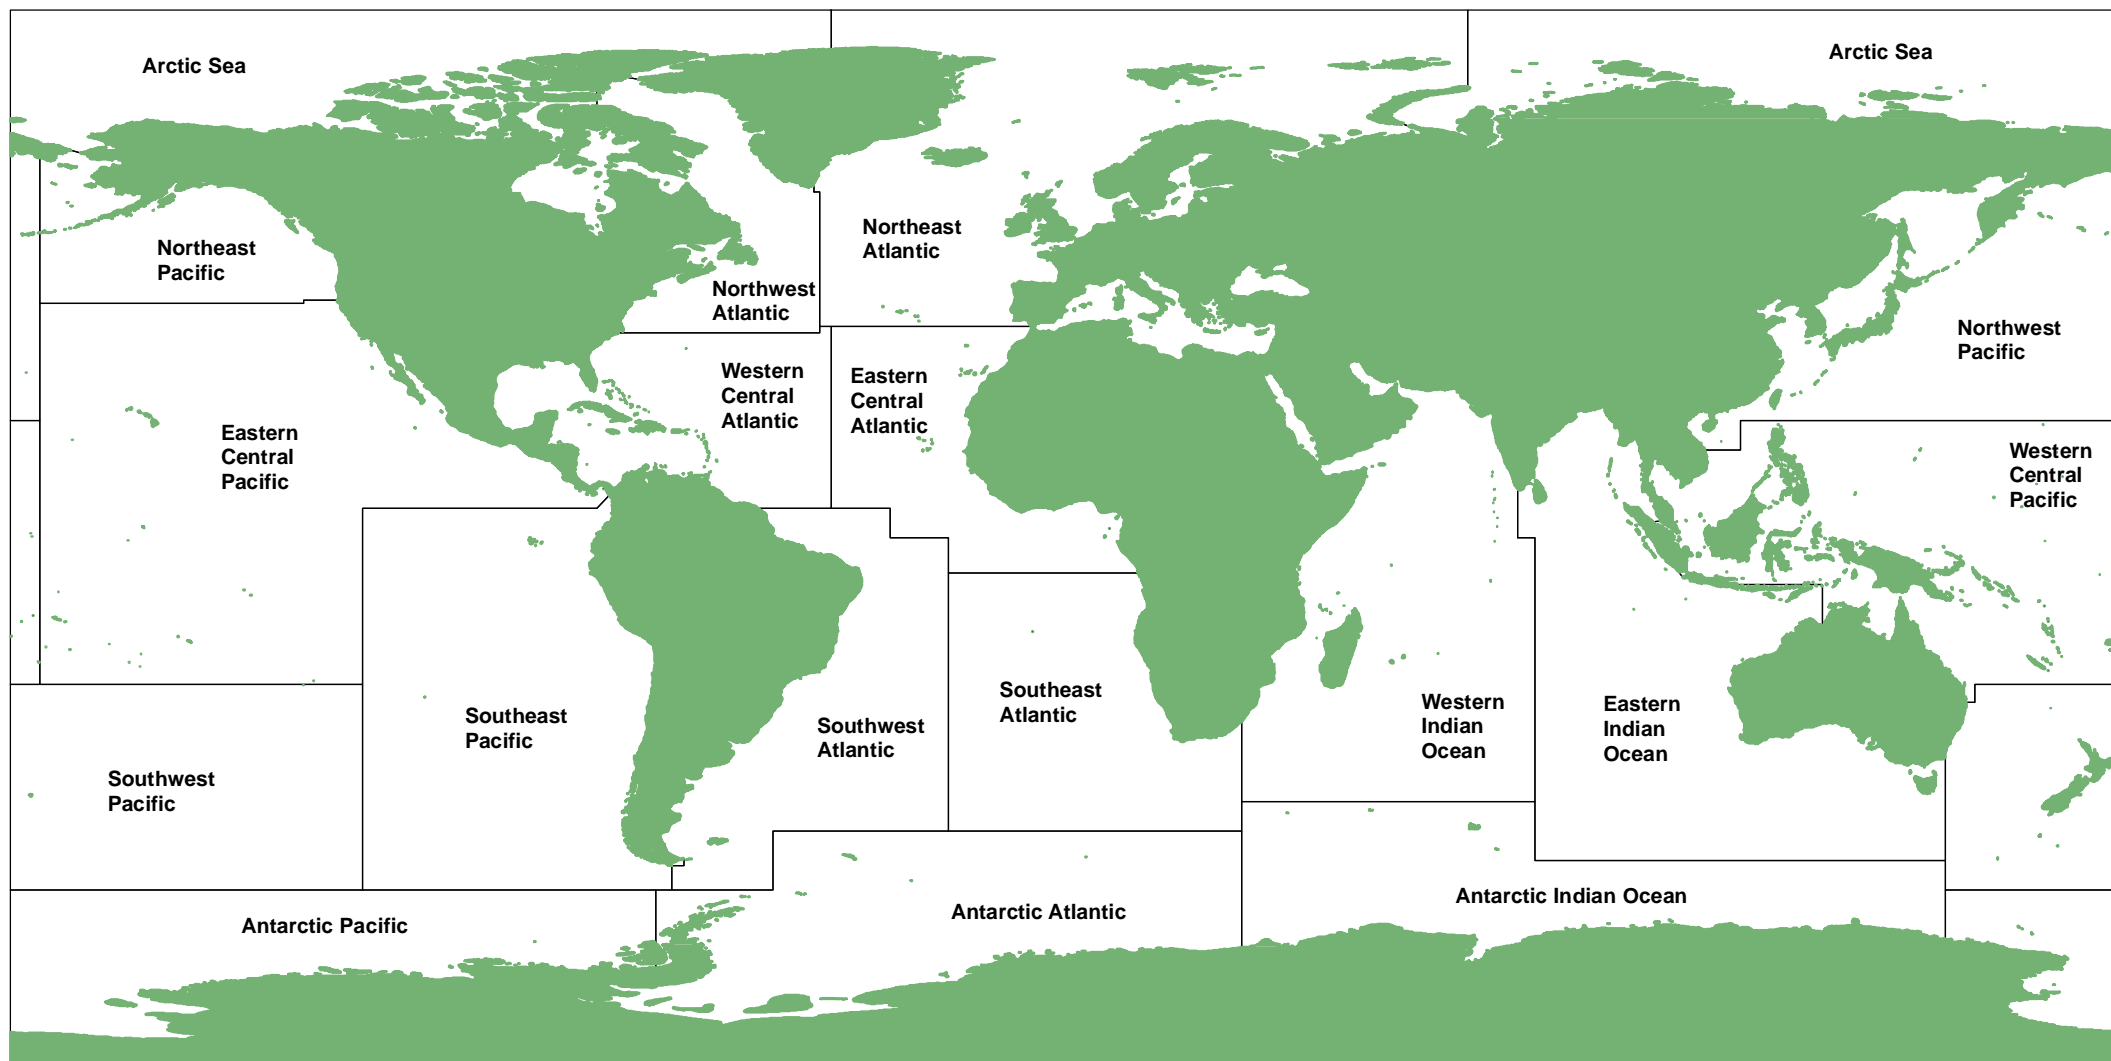 Arctic Sea
Arctic Sea
Northeast
Pacific
Northeast
Atlantic
Northwest
Atlantic
Northwest
Pacific
Western
Central
Atlantic
Eastern
Central
Atlantic
Eastern
Central
Pacific
Western
Central
Pacific
Southeast
Pacific
Southwest
Atlantic
Southeast
Atlantic
Western
Indian
Ocean
Eastern
Indian
Ocean
Southwest
Pacific
Antarctic Pacific
Antarctic Atlantic
Antarctic Indian Ocean